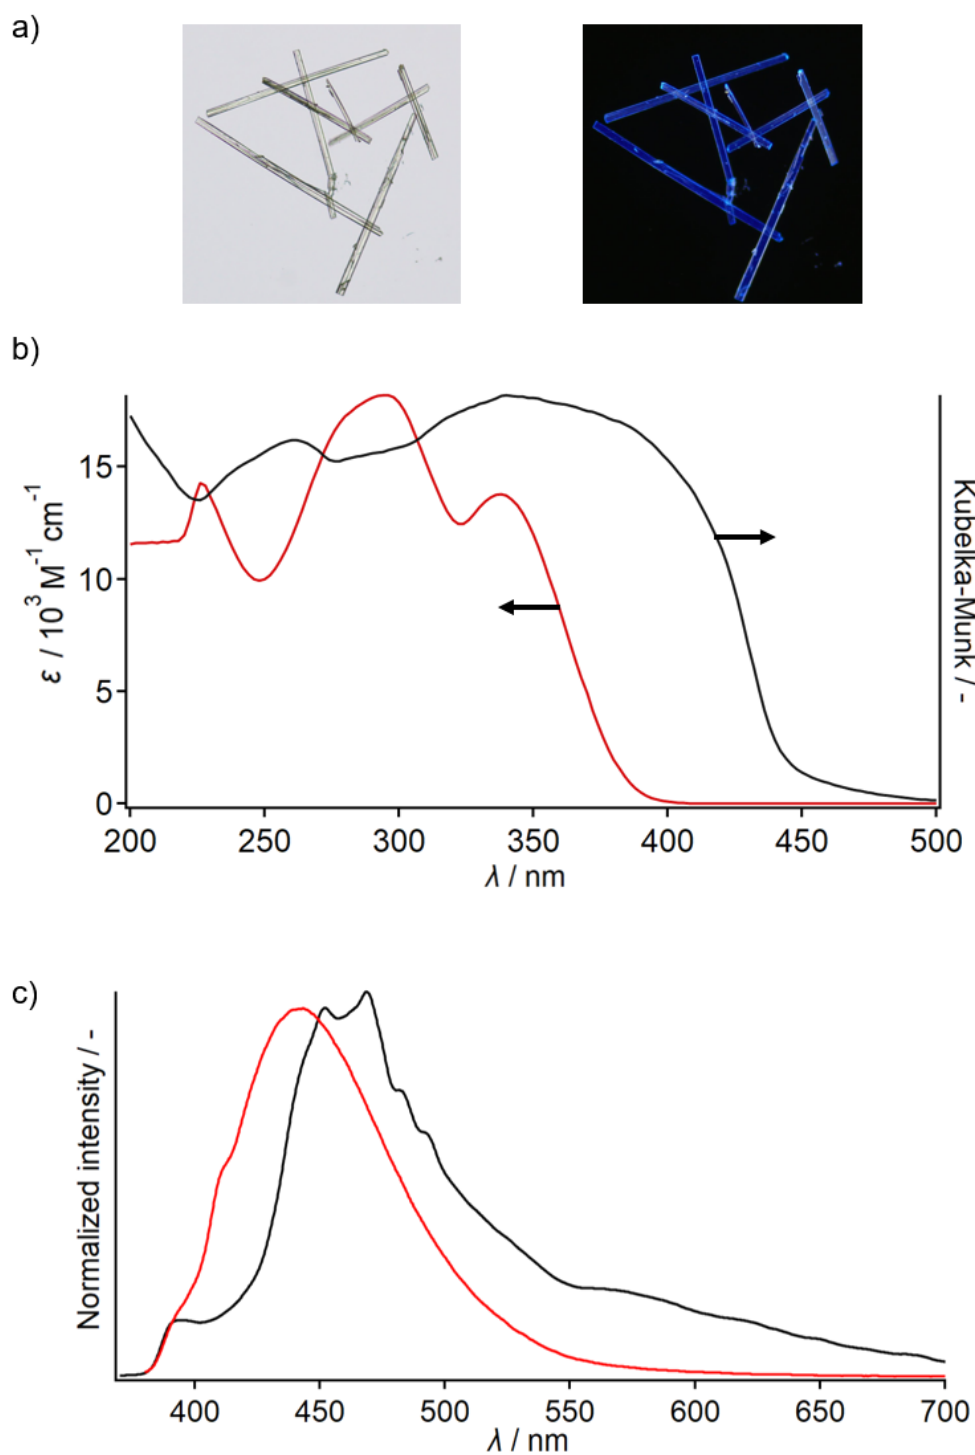 a)
b)
ε / 10³ M⁻¹ cm⁻¹
15
10
5
0
Kubelka-Munk / -
200 250 300 350 400 450 500
λ / nm
c)
Normalized intensity / -
400 450 500 550 600 650 700
λ / nm